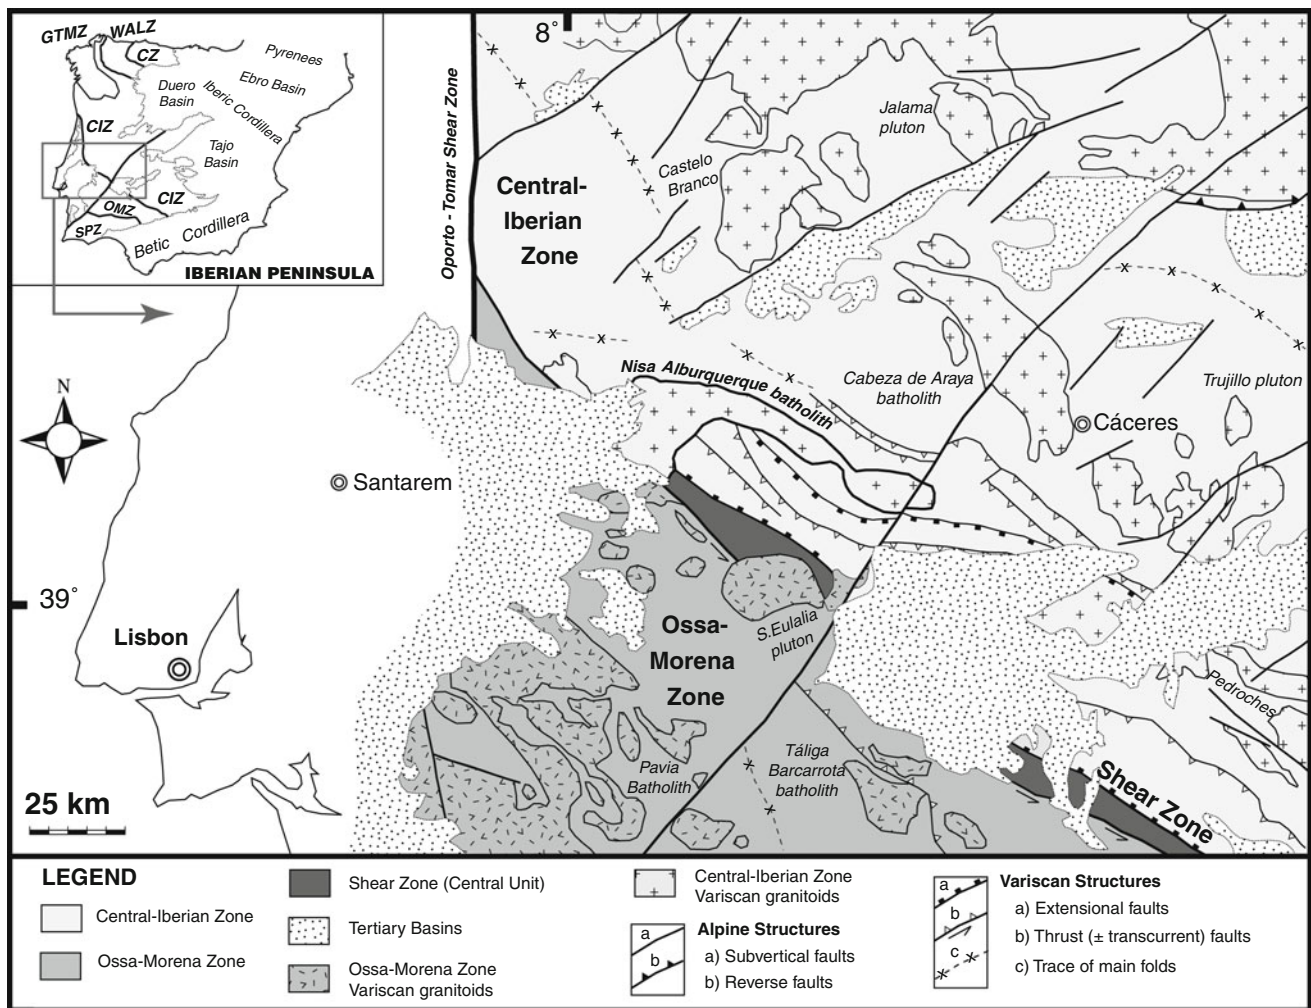 GTMZ
WALZ
CZ
Pyrenees
Ebro Basin
Duero
Basin
Iberic Cordillera
CIZ
Tajo
Basin
CIZ
OMZ
SPZ
Betic Cordillera
IBERIAN PENINSULA
8°
Oporto - Tomar Shear Zone
Jalama
pluton
Castelo
Branco
Central-
Iberian
Zone
N
Nisa Alburquerque batholith
Cabeza de Araya
batholith
Trujillo pluton
Cáceres
Santarem
39°
Lisbon
Ossa-
Morena
Zone
S.Eulalia
pluton
Pedroches
Pavia
Batholith
Táliga
Barcarrota
batholith
Shear Zone
25 km
LEGEND
Central-Iberian Zone
Ossa-Morena Zone
Shear Zone (Central Unit)
Tertiary Basins
Ossa-Morena Zone
Variscan granitoids
Central-Iberian Zone
Variscan granitoids
a
b
Alpine Structures
a) Subvertical faults
b) Reverse faults
a
b
c
Variscan Structures
a) Extensional faults
b) Thrust (± transcurrent) faults
c) Trace of main folds